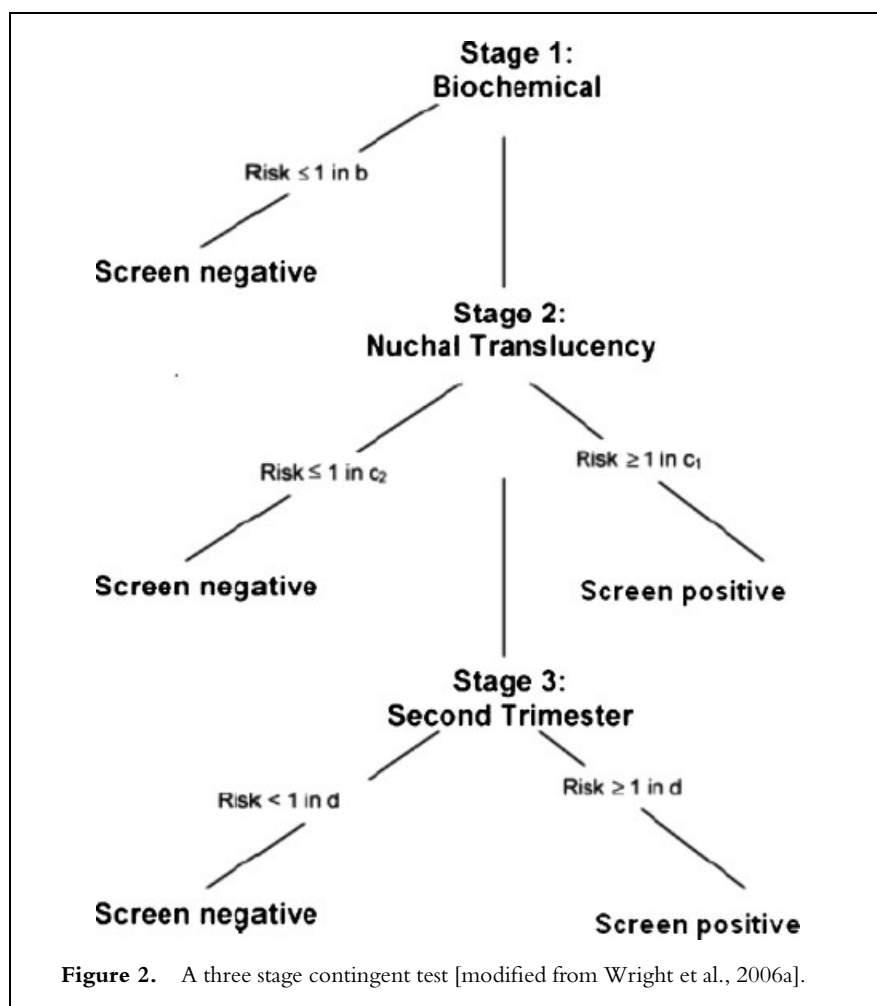 Stage 1:
Biochemical
Risk ≤ 1 in b
Screen negative
Stage 2:
Nuchal Translucency
Risk ≤ 1 in c₂
Risk ≥ 1 in c₁
Screen negative
Screen positive
Stage 3:
Second Trimester
Risk < 1 in d
Risk ≥ 1 in d
Screen negative
Screen positive
Figure 2. A three stage contingent test [modified from Wright et al., 2006a].